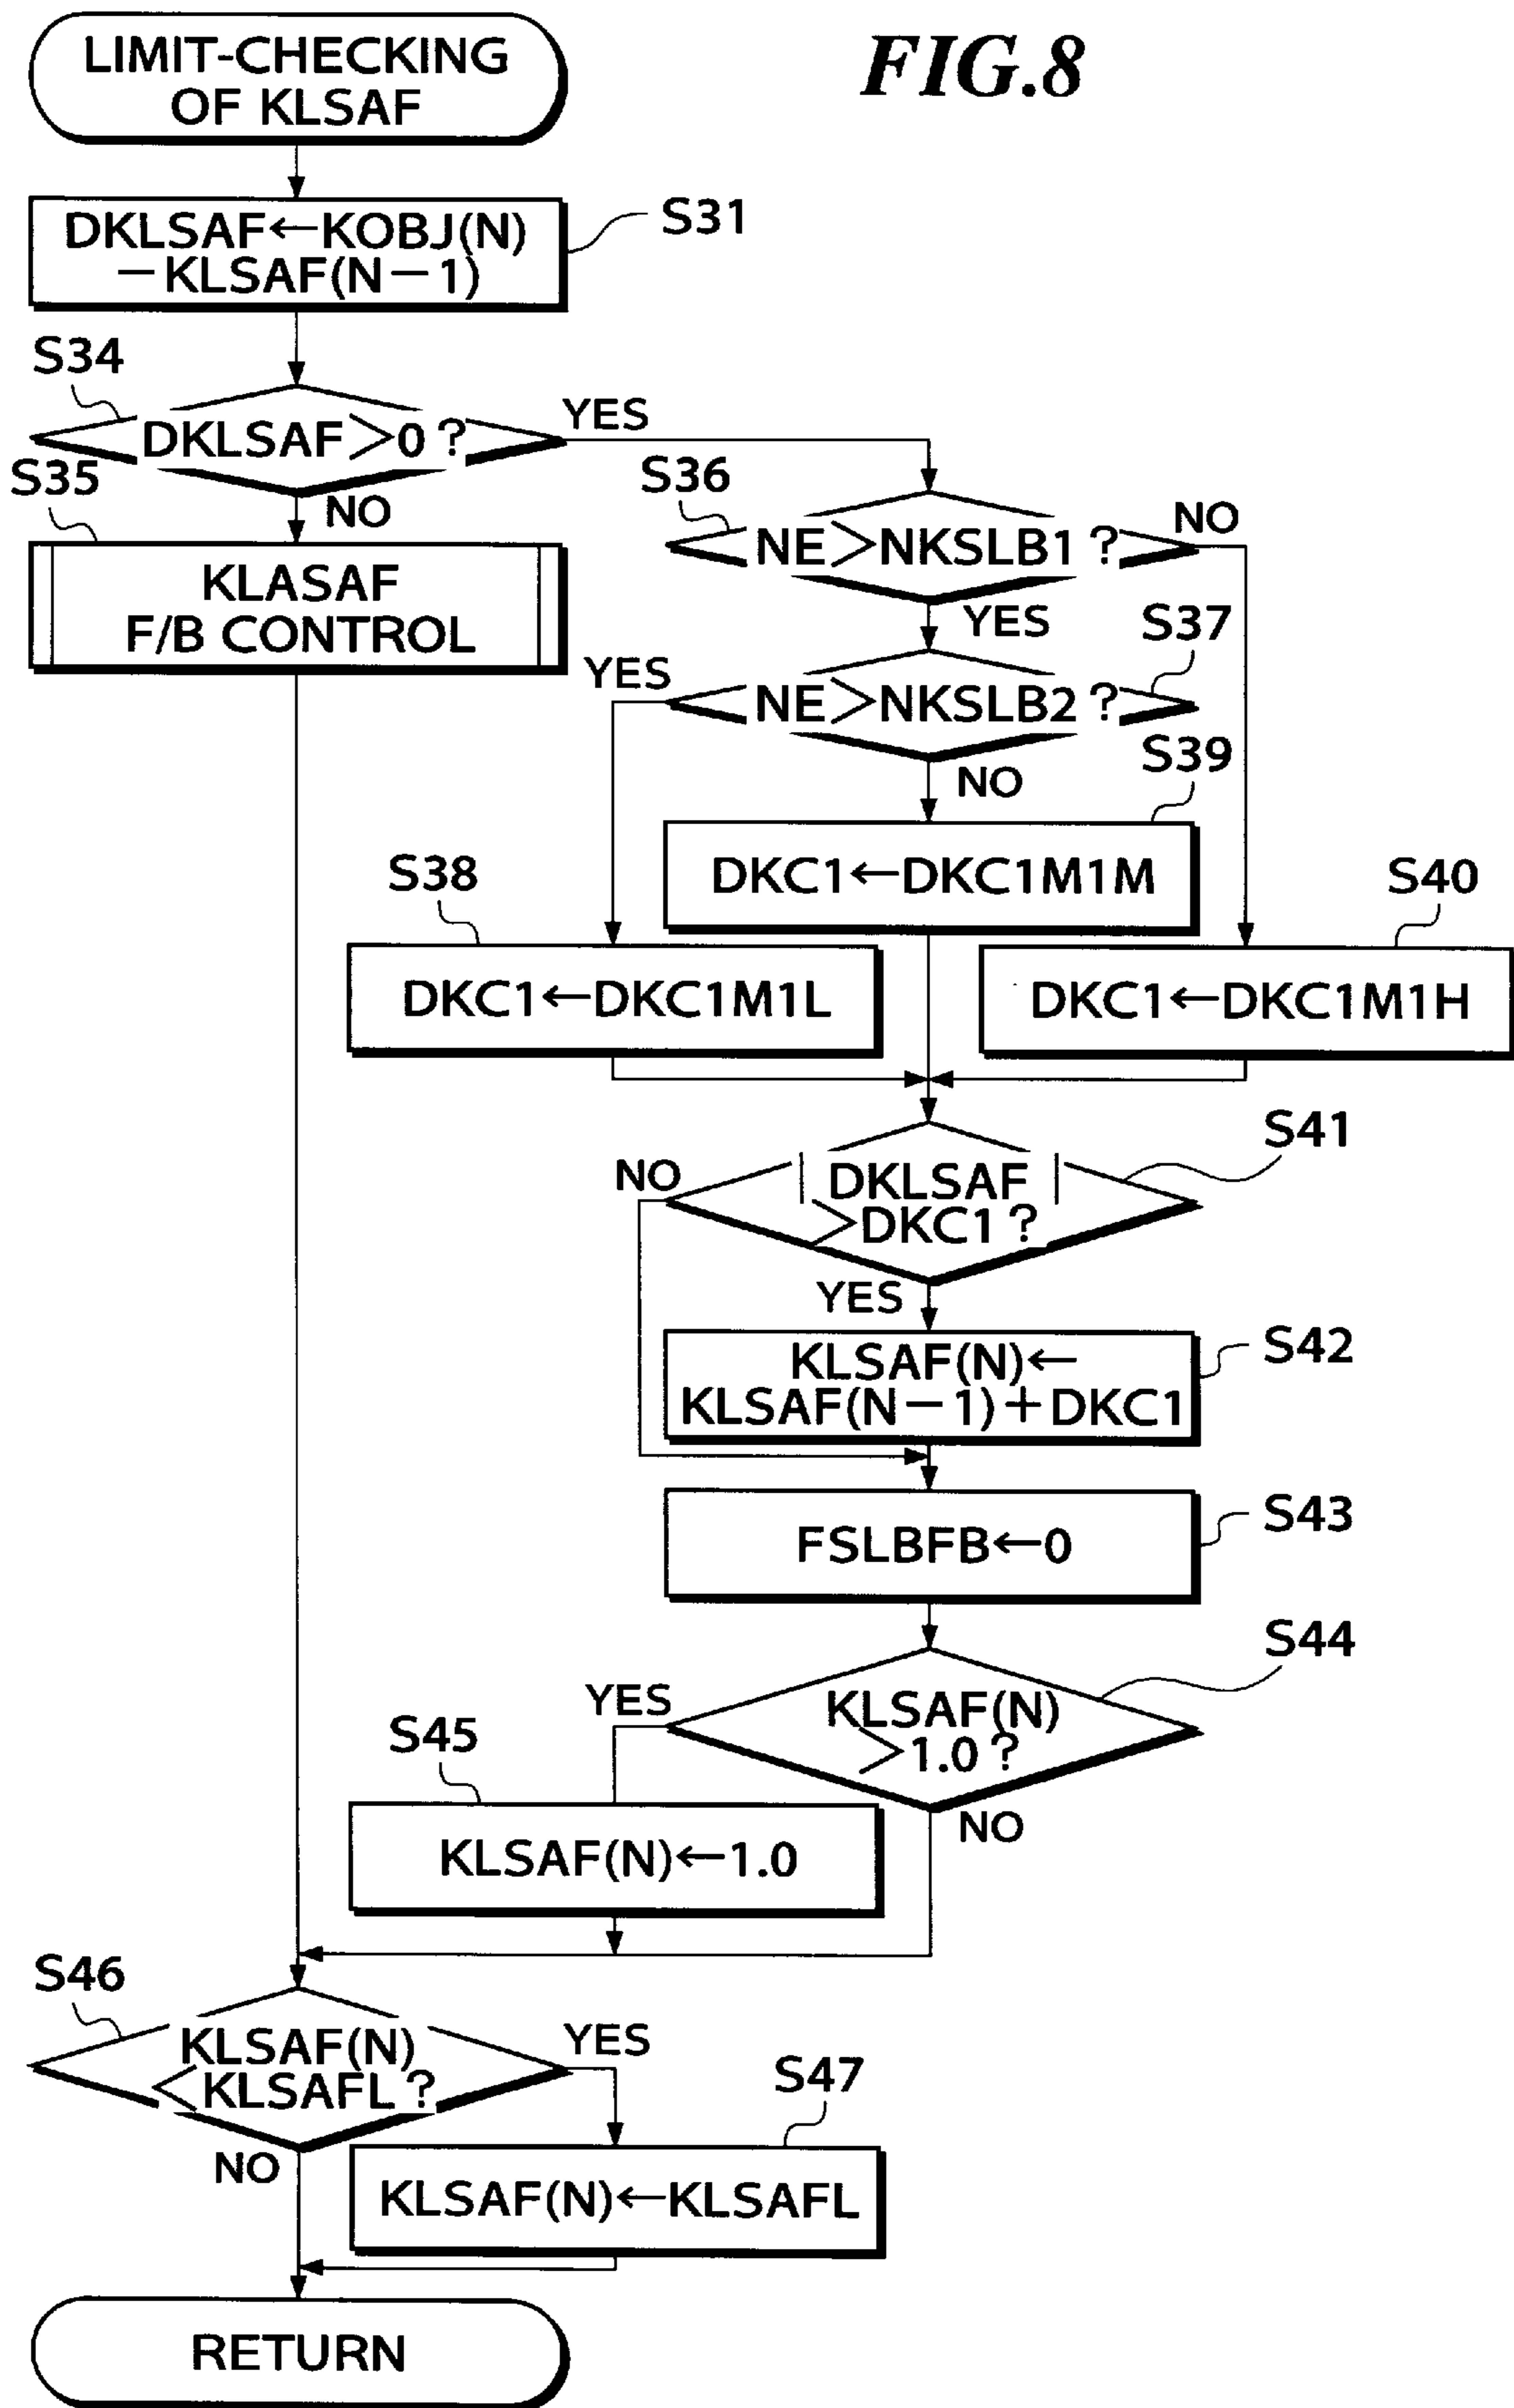 FIG.8
LIMIT-CHECKING
OF KLSAF
DKLSAF←KOBJ(N)
−KLSAF(N−1)
S31
S34
DKLSAF>0?
YES
NO
S35
KLASAF
F/B CONTROL
S36
NE>NKSLB1?
NO
YES
S37
NE>NKSLB2?
YES
NO
S39
DKC1←DKC1M1M
S38
DKC1←DKC1M1L
S40
DKC1←DKC1M1H
S41
| DKLSAF |
>DKC1?
NO
YES
S42
KLSAF(N)←
KLSAF(N−1)+DKC1
S43
FSLBFB←0
S44
KLSAF(N)
>1.0?
YES
NO
S45
KLSAF(N)←1.0
S46
KLSAF(N)
<KLSAFL?
YES
NO
S47
KLSAF(N)←KLSAFL
RETURN